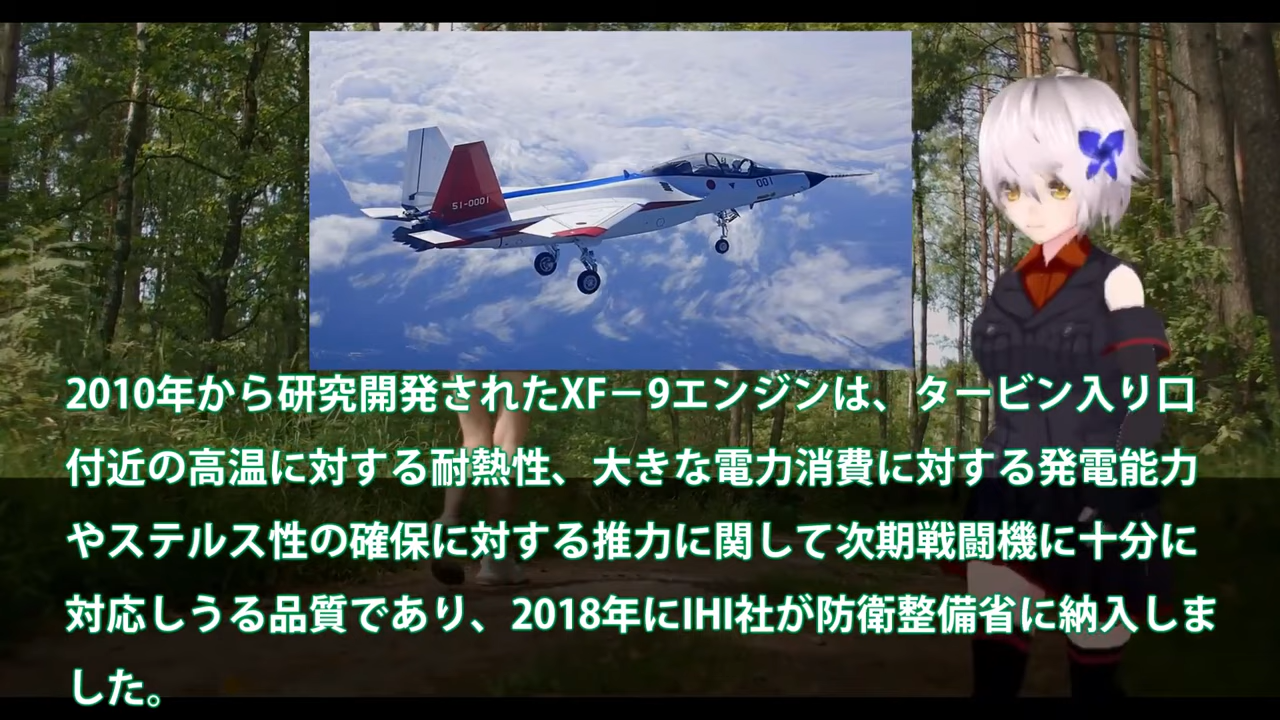 001
51-0001
2010年から研究開発されたXF－9エンジンは、タービン入り口
付近の高温に対する耐熱性、大きな電力消費に対する発電能力
やステルス性の確保に対する推力に関して次期戦闘機に十分に
対応しうる品質であり、2018年にIHI社が防衛整備省に納入しま
した。